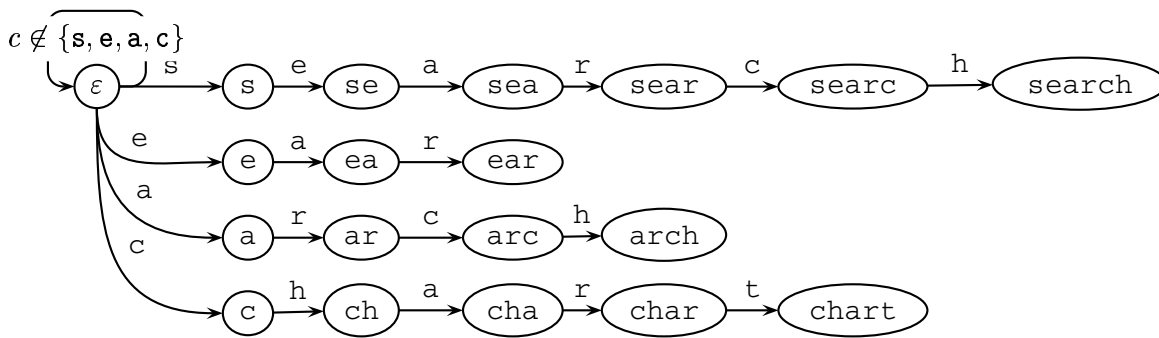 c ∉ {s, e, a, c}
s e a r c h
ε s se sea sear searc search
e a r
e ea ear
a r c h
a ar arc arch
c h a r t
c ch cha char chart